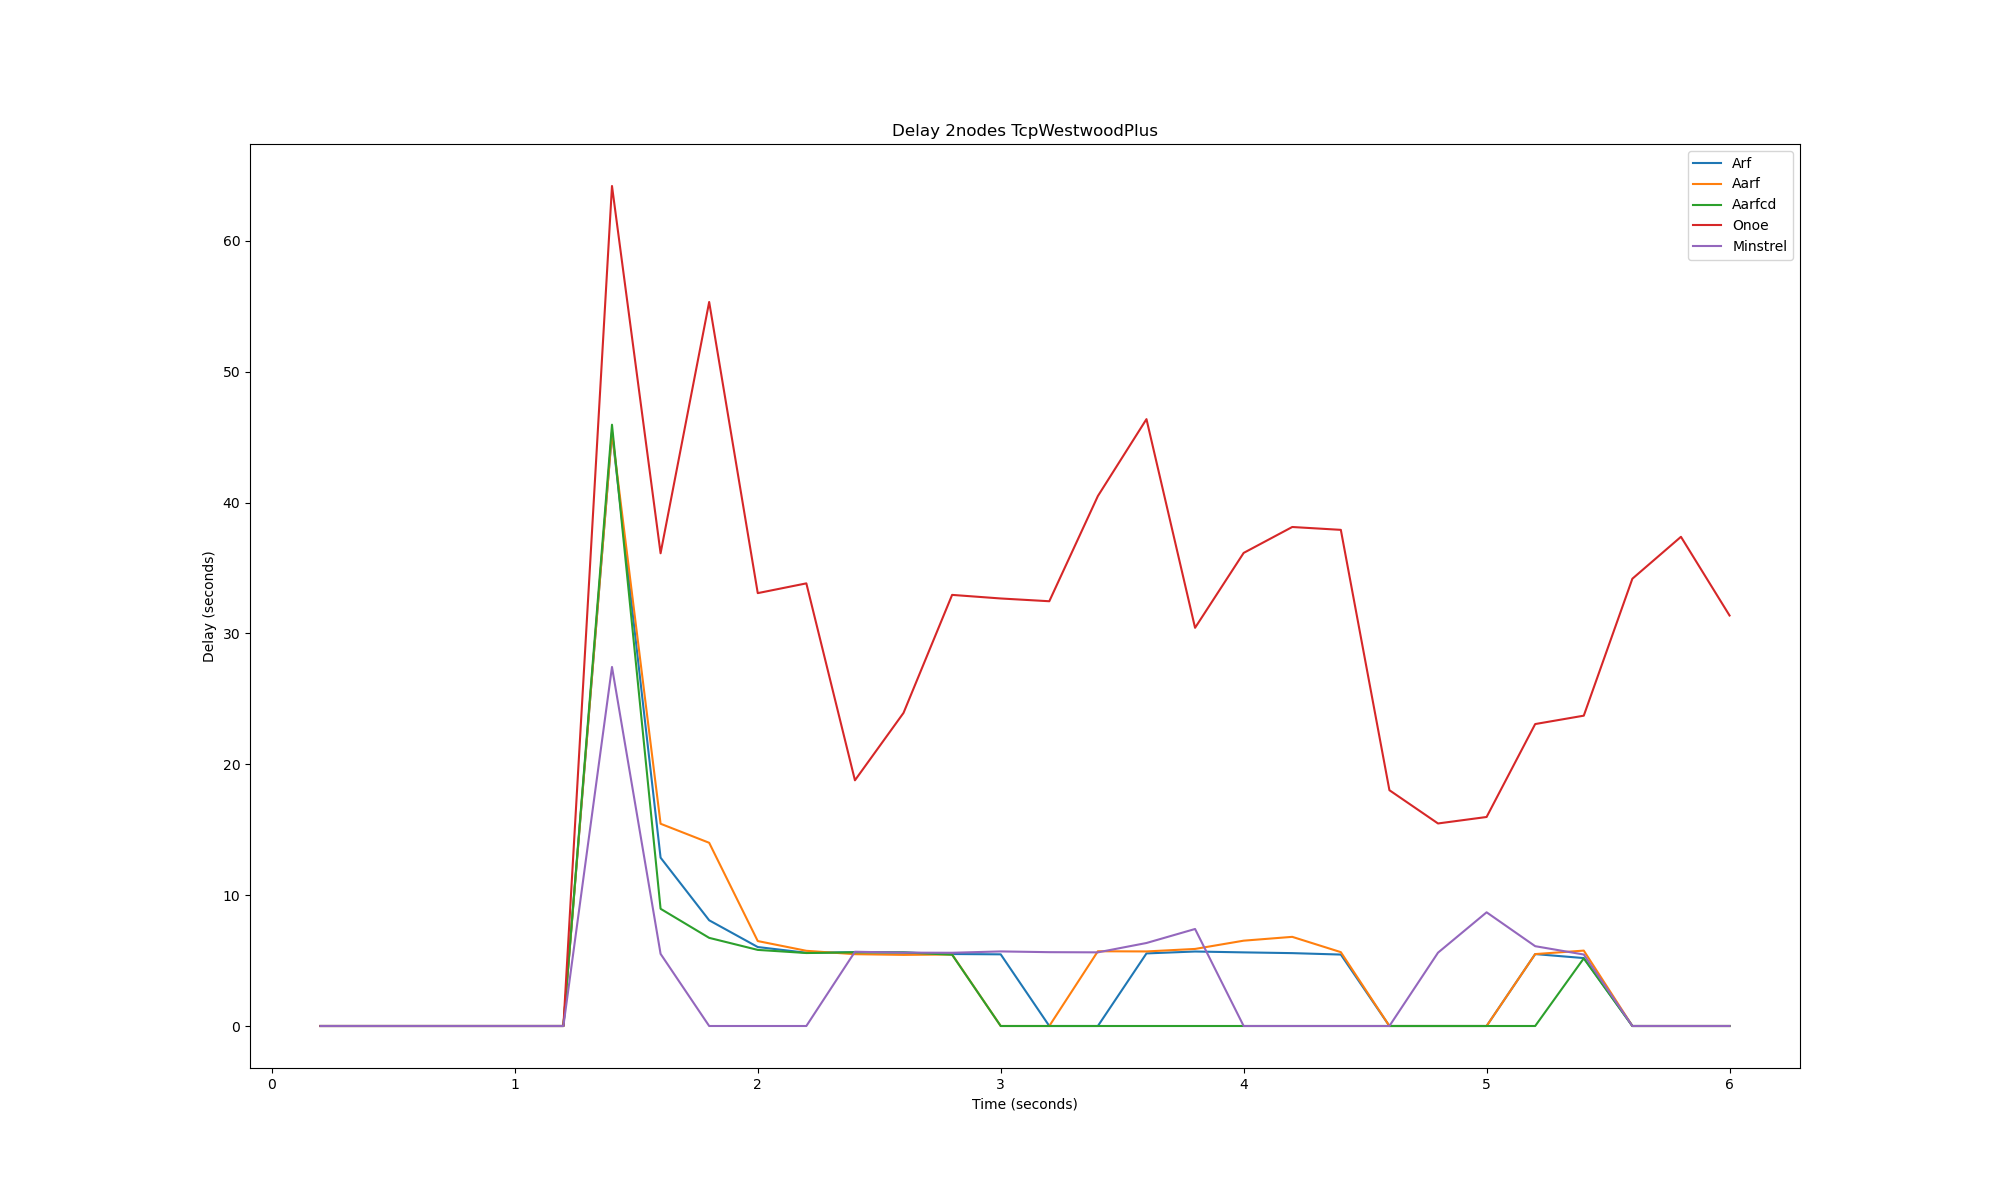 Delay 2nodes TcpWestwoodPlus
Arf
Aarf
Aarfcd
Onoe
Minstrel
Delay (seconds)
60
50
40
30
20
10
0
0 1 2 3 4 5 6
Time (seconds)